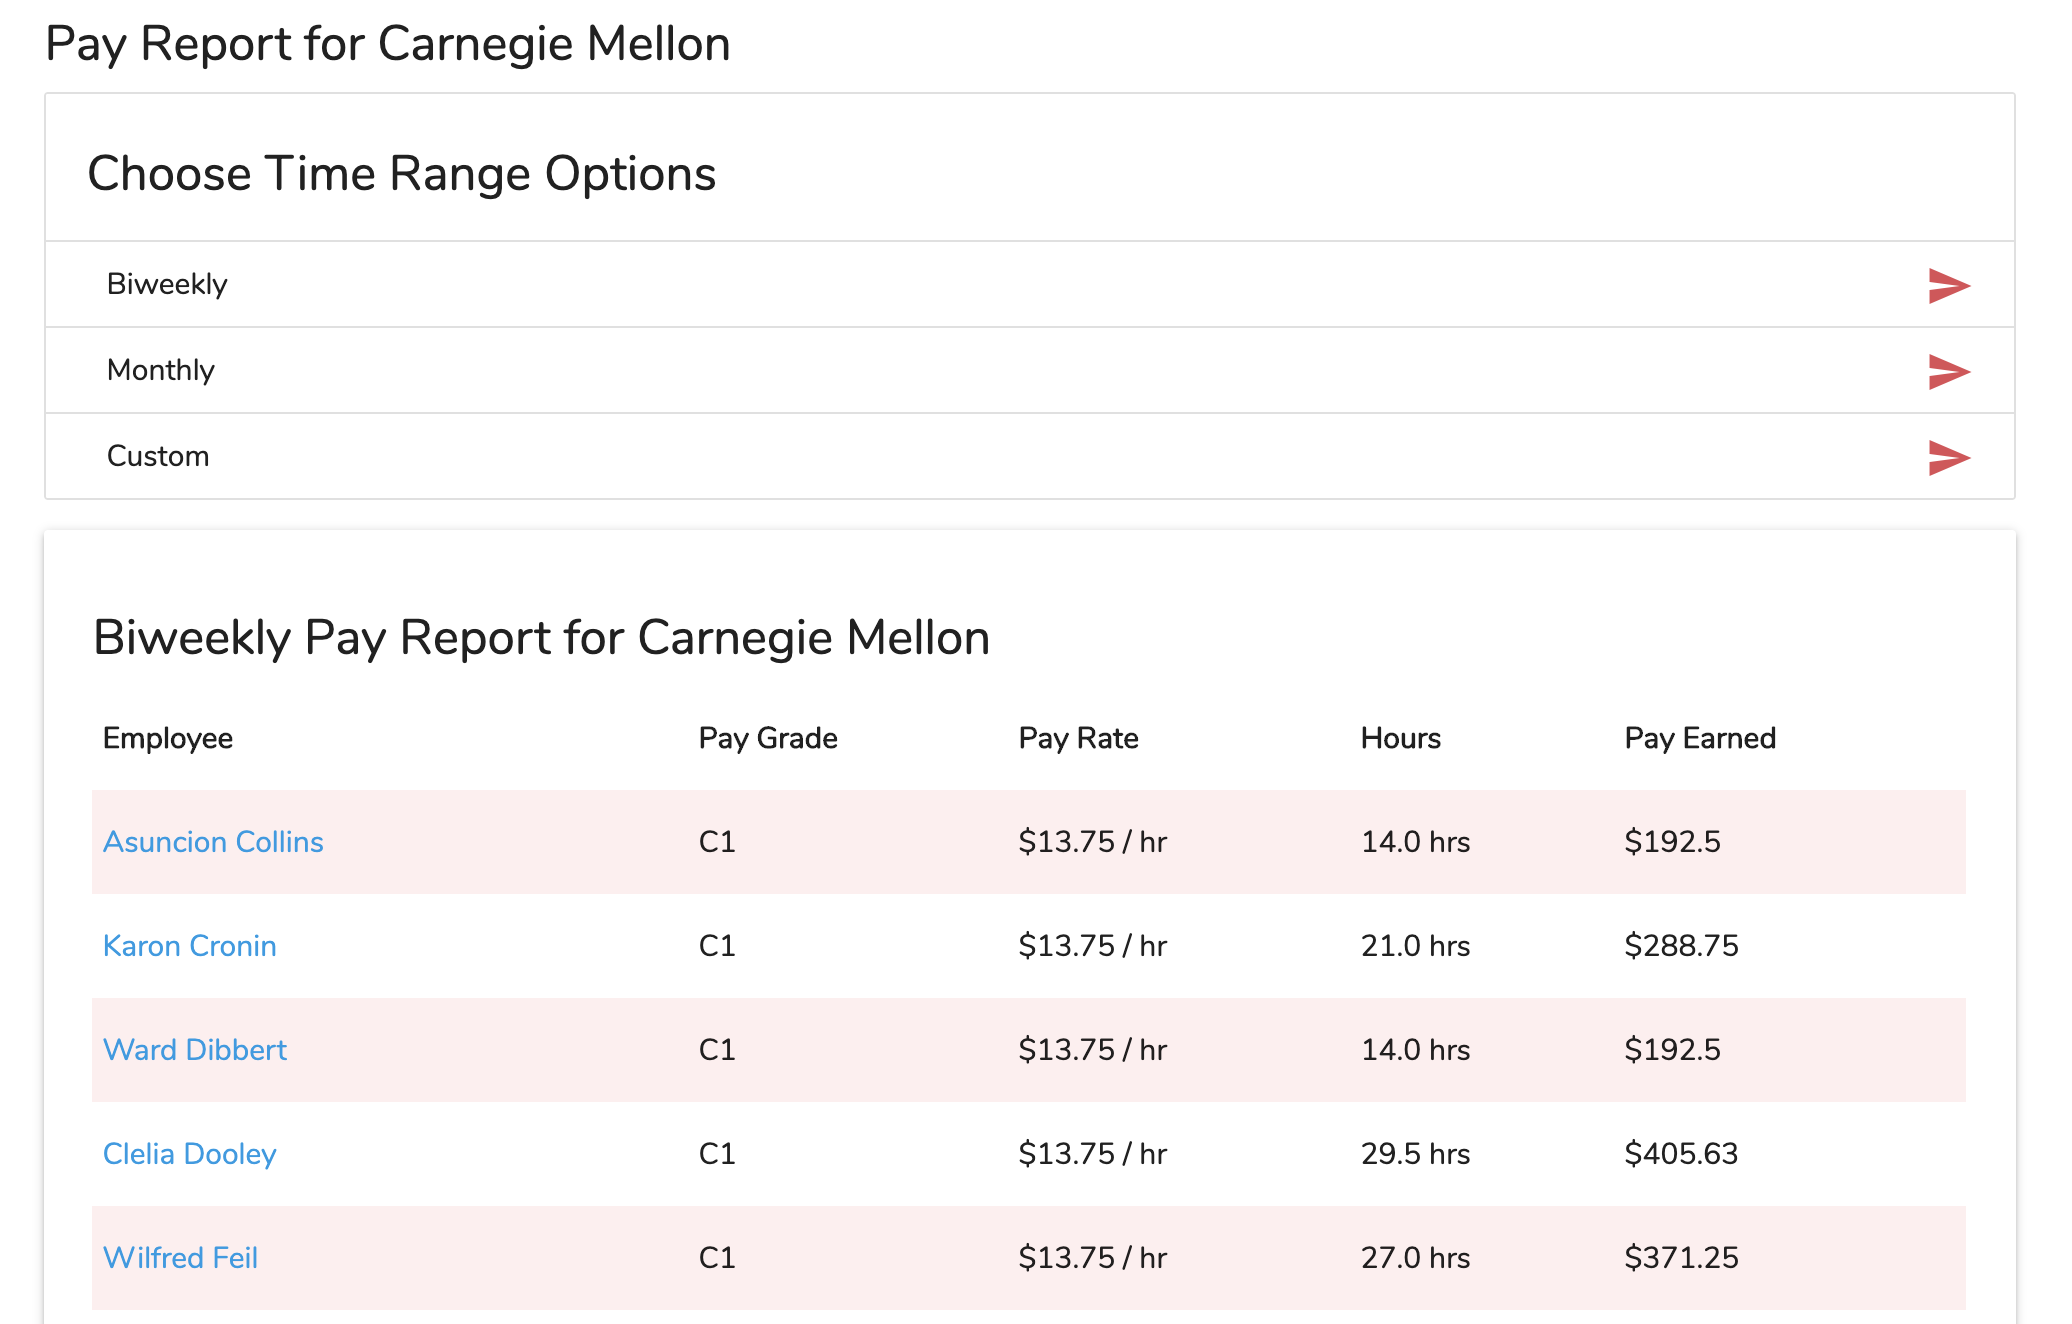 Pay Report for Carnegie Mellon
Choose Time Range Options
Biweekly
Monthly
Custom
Biweekly Pay Report for Carnegie Mellon
Employee Pay Grade Pay Rate Hours Pay Earned
Asuncion Collins C1 $13.75 / hr 14.0 hrs $192.5
Karon Cronin C1 $13.75 / hr 21.0 hrs $288.75
Ward Dibbert C1 $13.75 / hr 14.0 hrs $192.5
Clelia Dooley C1 $13.75 / hr 29.5 hrs $405.63
Wilfred Feil C1 $13.75 / hr 27.0 hrs $371.25